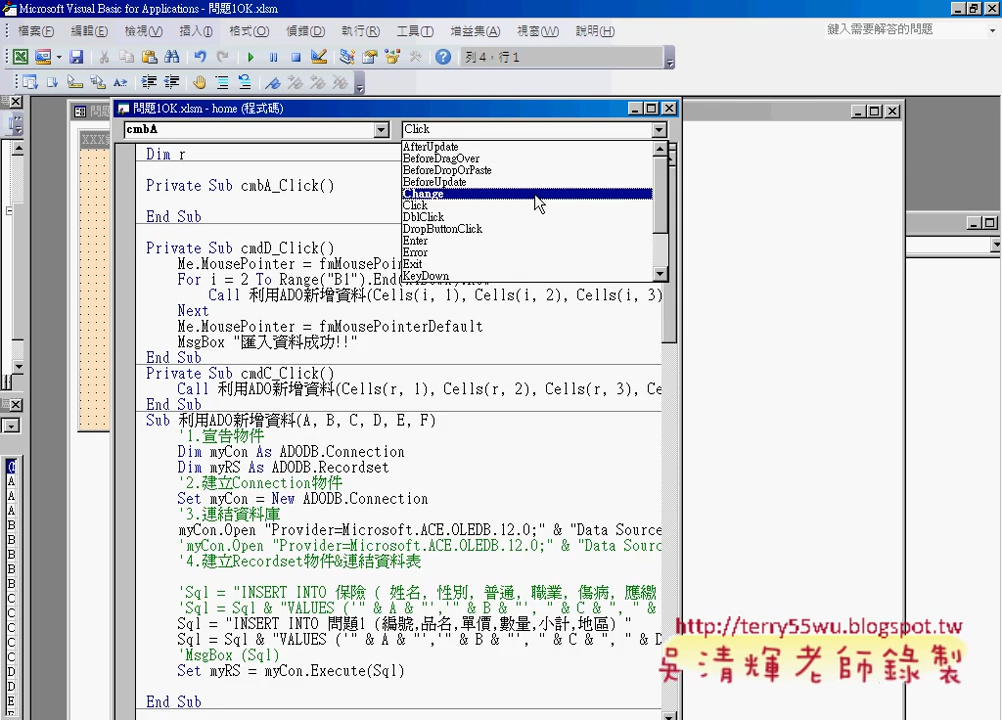 Microsoft Visual Basic for Applications - 問題1OK.xlsm
檔案(F) 編輯(E) 檢視(V) 插入(I) 格式(O) 偵錯(D) 執行(R) 工具(T) 增益集(A) 視窗(W) 說明(H) 鍵入需要解答的問題
列 4，行 1
問題1OK.xlsm - home (程式碼)
cmbA
Click
AfterUpdate
BeforeDragOver
BeforeDropOrPaste
BeforeUpdate
Change
Click
DblClick
DropButtonClick
Enter
Error
Exit
KeyDown
Dim r
Private Sub cmbA_Click()
End Sub
Private Sub cmdD_Click()
Me.MousePointer = fmMousePoi
For i = 2 To Range("B1").End(
Call 利用ADO新增資料(Cells(i, 1), Cells(i, 2), Cells(i, 3)
Next
Me.MousePointer = fmMousePointerDefault
MsgBox "匯入資料成功!!"
End Sub
Private Sub cmdC_Click()
Call 利用ADO新增資料(Cells(r, 1), Cells(r, 2), Cells(r, 3), Ce
End Sub
Sub 利用ADO新增資料(A, B, C, D, E, F)
'1.宣告物件
Dim myCon As ADODB.Connection
Dim myRS As ADODB.Recordset
'2.建立Connection物件
Set myCon = New ADODB.Connection
'3.連結資料庫
myCon.Open "Provider=Microsoft.ACE.OLEDB.12.0;" & "Data Source
'myCon.Open "Provider=Microsoft.ACE.OLEDB.12.0;" & "Data Sourc
'4.建立Recordset物件&連結資料表
'Sql = "INSERT INTO 保險 ( 姓名, 性別, 普通, 職業, 傷病, 應繳
'Sql = Sql & "VALUES ('" & A & "','" & B & "', " & C & ", " &
Sql = "INSERT INTO 問題1 (編號,品名,單價,數量,小計,地區) "
Sql = Sql & "VALUES ('" & A & "','" & B & "', " & C & ", " & D
'MsgBox (Sql)
Set myRS = myCon.Execute(Sql)
End Sub
http://terry55wu.blogspot.tw
吳清輝老師錄製